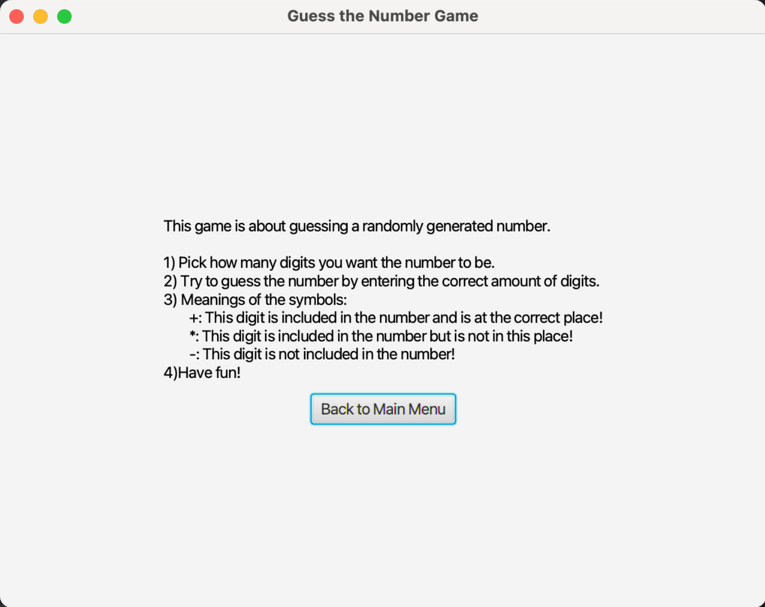 Guess the Number Game
This game is about guessing a randomly generated number.
1) Pick how many digits you want the number to be.
2) Try to guess the number by entering the correct amount of digits.
3) Meanings of the symbols:
+: This digit is included in the number and is at the correct place!
*: This digit is included in the number but is not in this place!
-: This digit is not included in the number!
4)Have fun!
Back to Main Menu